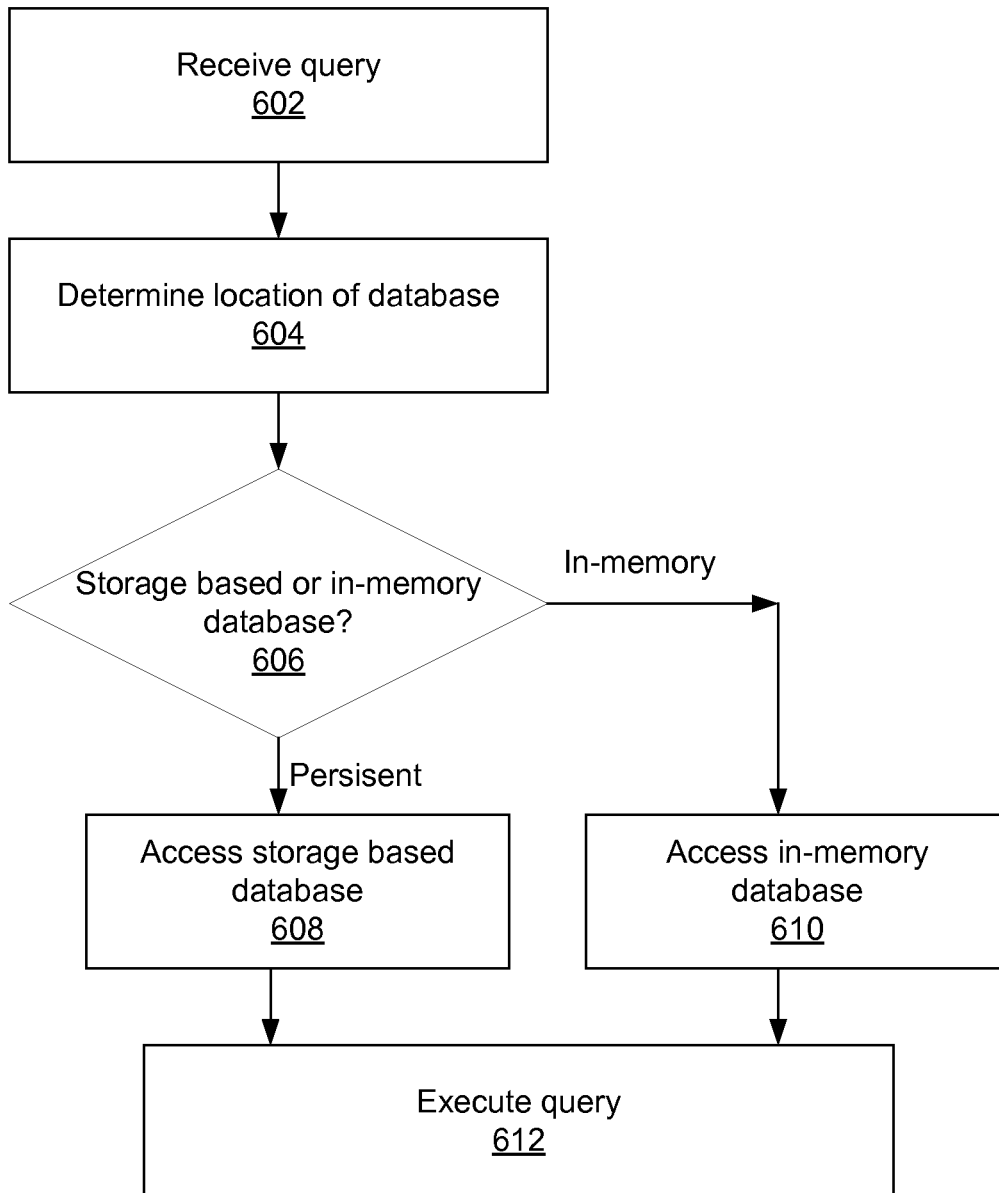 Receive query
602
Determine location of database
604
In-memory
Storage based or in-memory
database?
606
Persisent
Access storage based
database
608
Access in-memory
database
610
Execute query
612